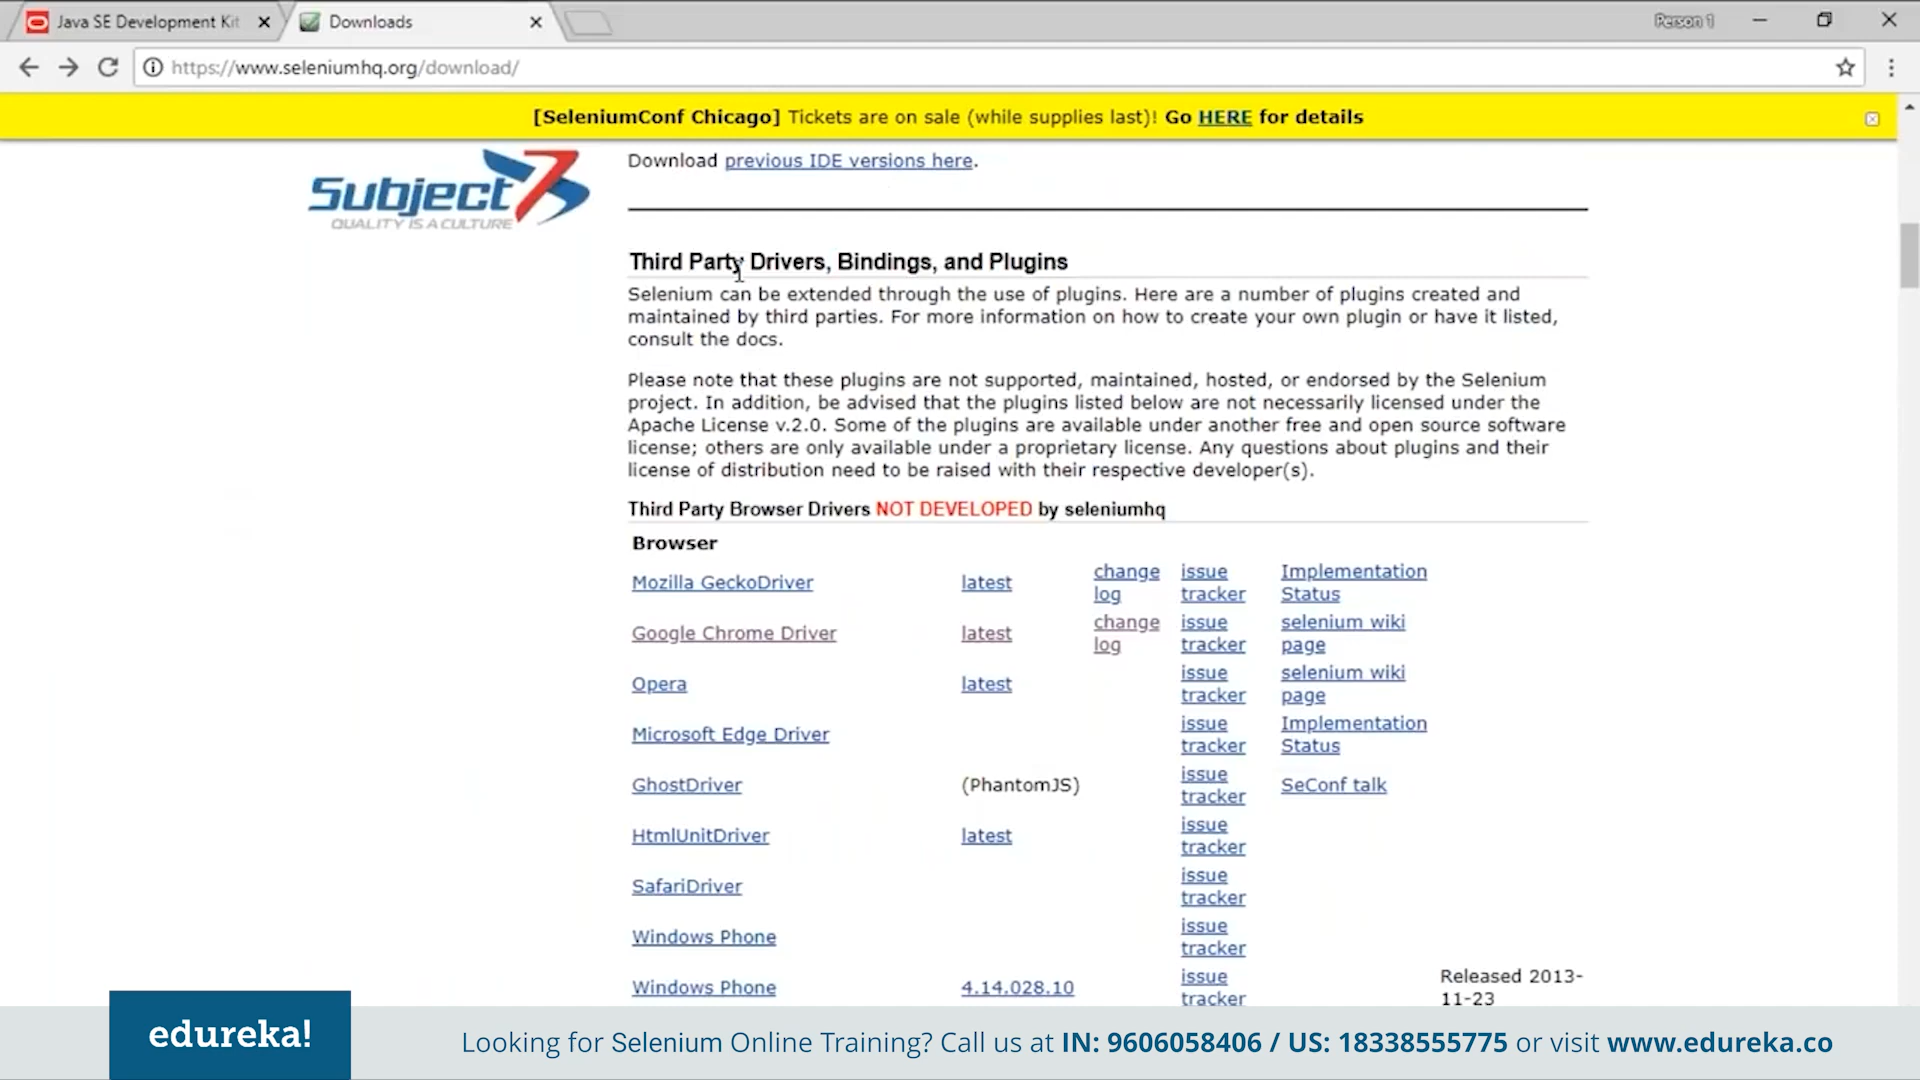 Java SE Development Kit
Downloads
Person 1
https://www.seleniumhq.org/download/
[SeleniumConf Chicago] Tickets are on sale (while supplies last)! Go HERE for details
Subject7
QUALITY IS A CULTURE
Download previous IDE versions here.
Third Party Drivers, Bindings, and Plugins
Selenium can be extended through the use of plugins. Here are a number of plugins created and
maintained by third parties. For more information on how to create your own plugin or have it listed,
consult the docs.
Please note that these plugins are not supported, maintained, hosted, or endorsed by the Selenium
project. In addition, be advised that the plugins listed below are not necessarily licensed under the
Apache License v.2.0. Some of the plugins are available under another free and open source software
license; others are only available under a proprietary license. Any questions about plugins and their
license of distribution need to be raised with their respective developer(s).
Third Party Browser Drivers NOT DEVELOPED by seleniumhq
Browser
Mozilla GeckoDriver latest change log issue tracker Implementation Status
Google Chrome Driver latest change log issue tracker selenium wiki page
Opera latest issue tracker selenium wiki page
Microsoft Edge Driver issue tracker Implementation Status
GhostDriver (PhantomJS) issue tracker SeConf talk
HtmlUnitDriver latest issue tracker
SafariDriver issue tracker
Windows Phone issue tracker
Windows Phone 4.14.028.10 issue tracker Released 2013-11-23
edureka!
Looking for Selenium Online Training? Call us at IN: 9606058406 / US: 18338555775 or visit www.edureka.co